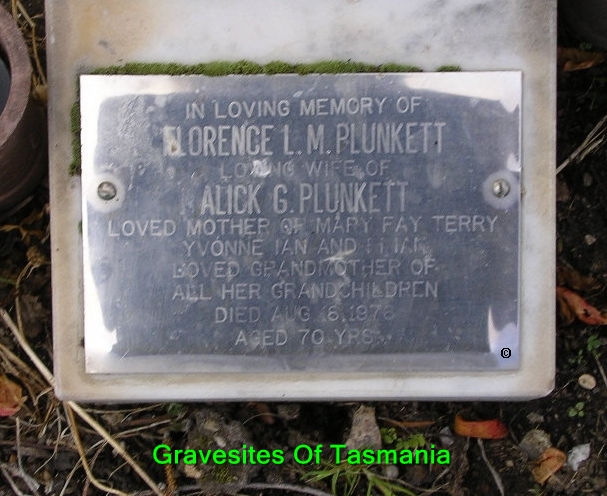 IN LOVING MEMORY OF
FLORENCE L.M. PLUNKETT
LOVING WIFE OF
ALICK G. PLUNKETT
LOVED MOTHER OF MARY FAY TERRY
YVONNE IAN AND
LOVED GRANDMOTHER OF
ALL HER GRANDCHILDREN
DIED AUG 16. 1976
AGED 70 YRS.
©
Gravesites Of Tasmania